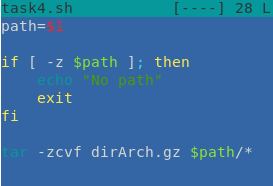 task4.sh [----] 28 L
path=$1
if [ -z $path ]; then
echo "No path"
exit
fi
tar -zcvf dirArch.gz $path/*